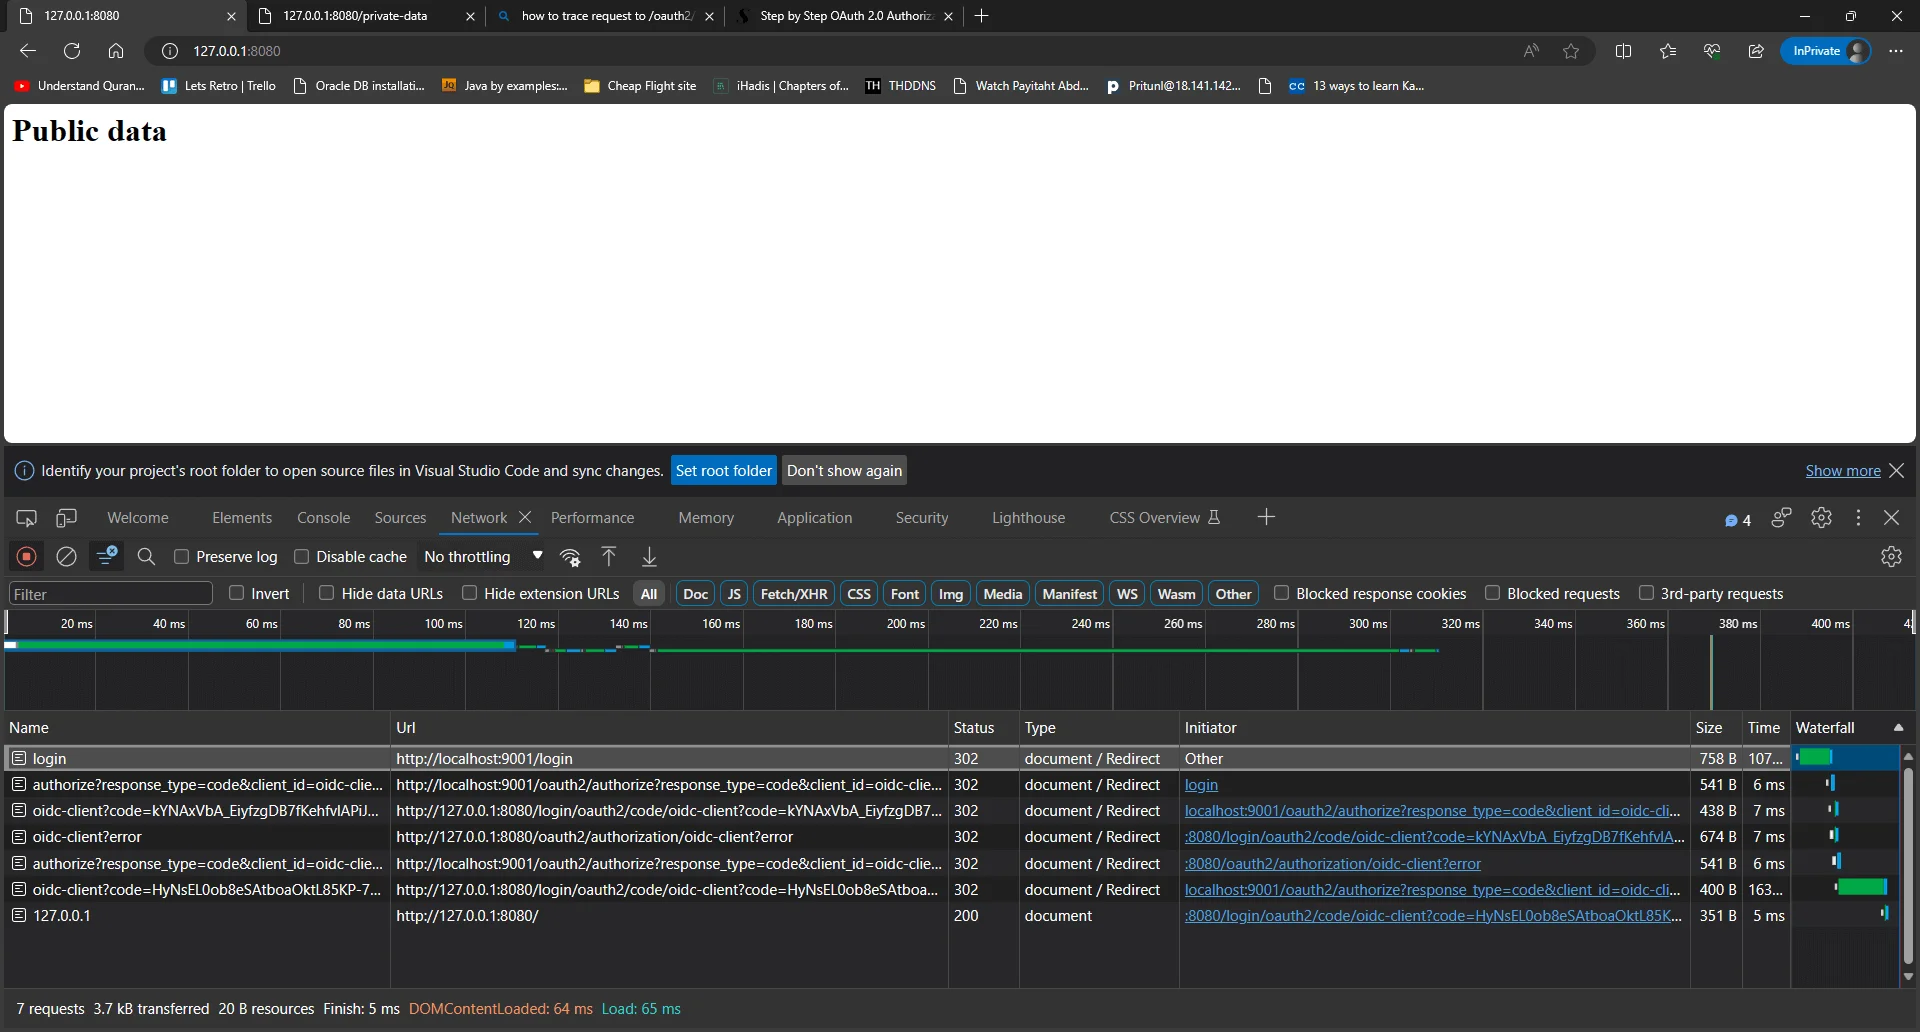 127.0.0.1:8080
127.0.0.1:8080/private-data
how to trace request to /oauth2/
Step by Step OAuth 2.0 Authoriz
127.0.0.1:8080
InPrivate
Understand Quran... Lets Retro | Trello Oracle DB installati... Java by examples:... Cheap Flight site iHadis | Chapters of... THDDNS Watch Payitaht Abd... Pritunl@18.141.142... 13 ways to learn Ka...
Public data
Identify your project's root folder to open source files in Visual Studio Code and sync changes. Set root folder Don't show again Show more
Welcome Elements Console Sources Network Performance Memory Application Security Lighthouse CSS Overview 4
Preserve log Disable cache No throttling
Filter Invert Hide data URLs Hide extension URLs All Doc JS Fetch/XHR CSS Font Img Media Manifest WS Wasm Other Blocked response cookies Blocked requests 3rd-party requests
20 ms 40 ms 60 ms 80 ms 100 ms 120 ms 140 ms 160 ms 180 ms 200 ms 220 ms 240 ms 260 ms 280 ms 300 ms 320 ms 340 ms 360 ms 380 ms 400 ms
Name Url Status Type Initiator Size Time Waterfall
login http://localhost:9001/login 302 document / Redirect Other 758 B 107...
authorize?response_type=code&client_id=oidc-clie... http://localhost:9001/oauth2/authorize?response_type=code&client_id=oidc-clie... 302 document / Redirect login 541 B 6 ms
oidc-client?code=kYNAxVbA_EiyfzgDB7fKehfvlAPiJ... http://127.0.0.1:8080/login/oauth2/code/oidc-client?code=kYNAxVbA_EiyfzgDB7... 302 document / Redirect localhost:9001/oauth2/authorize?response_type=code&client_id=oidc-cli... 438 B 7 ms
oidc-client?error http://127.0.0.1:8080/oauth2/authorization/oidc-client?error 302 document / Redirect :8080/login/oauth2/code/oidc-client?code=kYNAxVbA_EiyfzgDB7fKehfvlA... 674 B 7 ms
authorize?response_type=code&client_id=oidc-clie... http://localhost:9001/oauth2/authorize?response_type=code&client_id=oidc-clie... 302 document / Redirect :8080/oauth2/authorization/oidc-client?error 541 B 6 ms
oidc-client?code=HyNsEL0ob8eSAtboaOktL85KP-7... http://127.0.0.1:8080/login/oauth2/code/oidc-client?code=HyNsEL0ob8eSAtboa... 302 document / Redirect localhost:9001/oauth2/authorize?response_type=code&client_id=oidc-cli... 400 B 163...
127.0.0.1 http://127.0.0.1:8080/ 200 document :8080/login/oauth2/code/oidc-client?code=HyNsEL0ob8eSAtboaOktL85K... 351 B 5 ms
7 requests 3.7 kB transferred 20 B resources Finish: 5 ms DOMContentLoaded: 64 ms Load: 65 ms